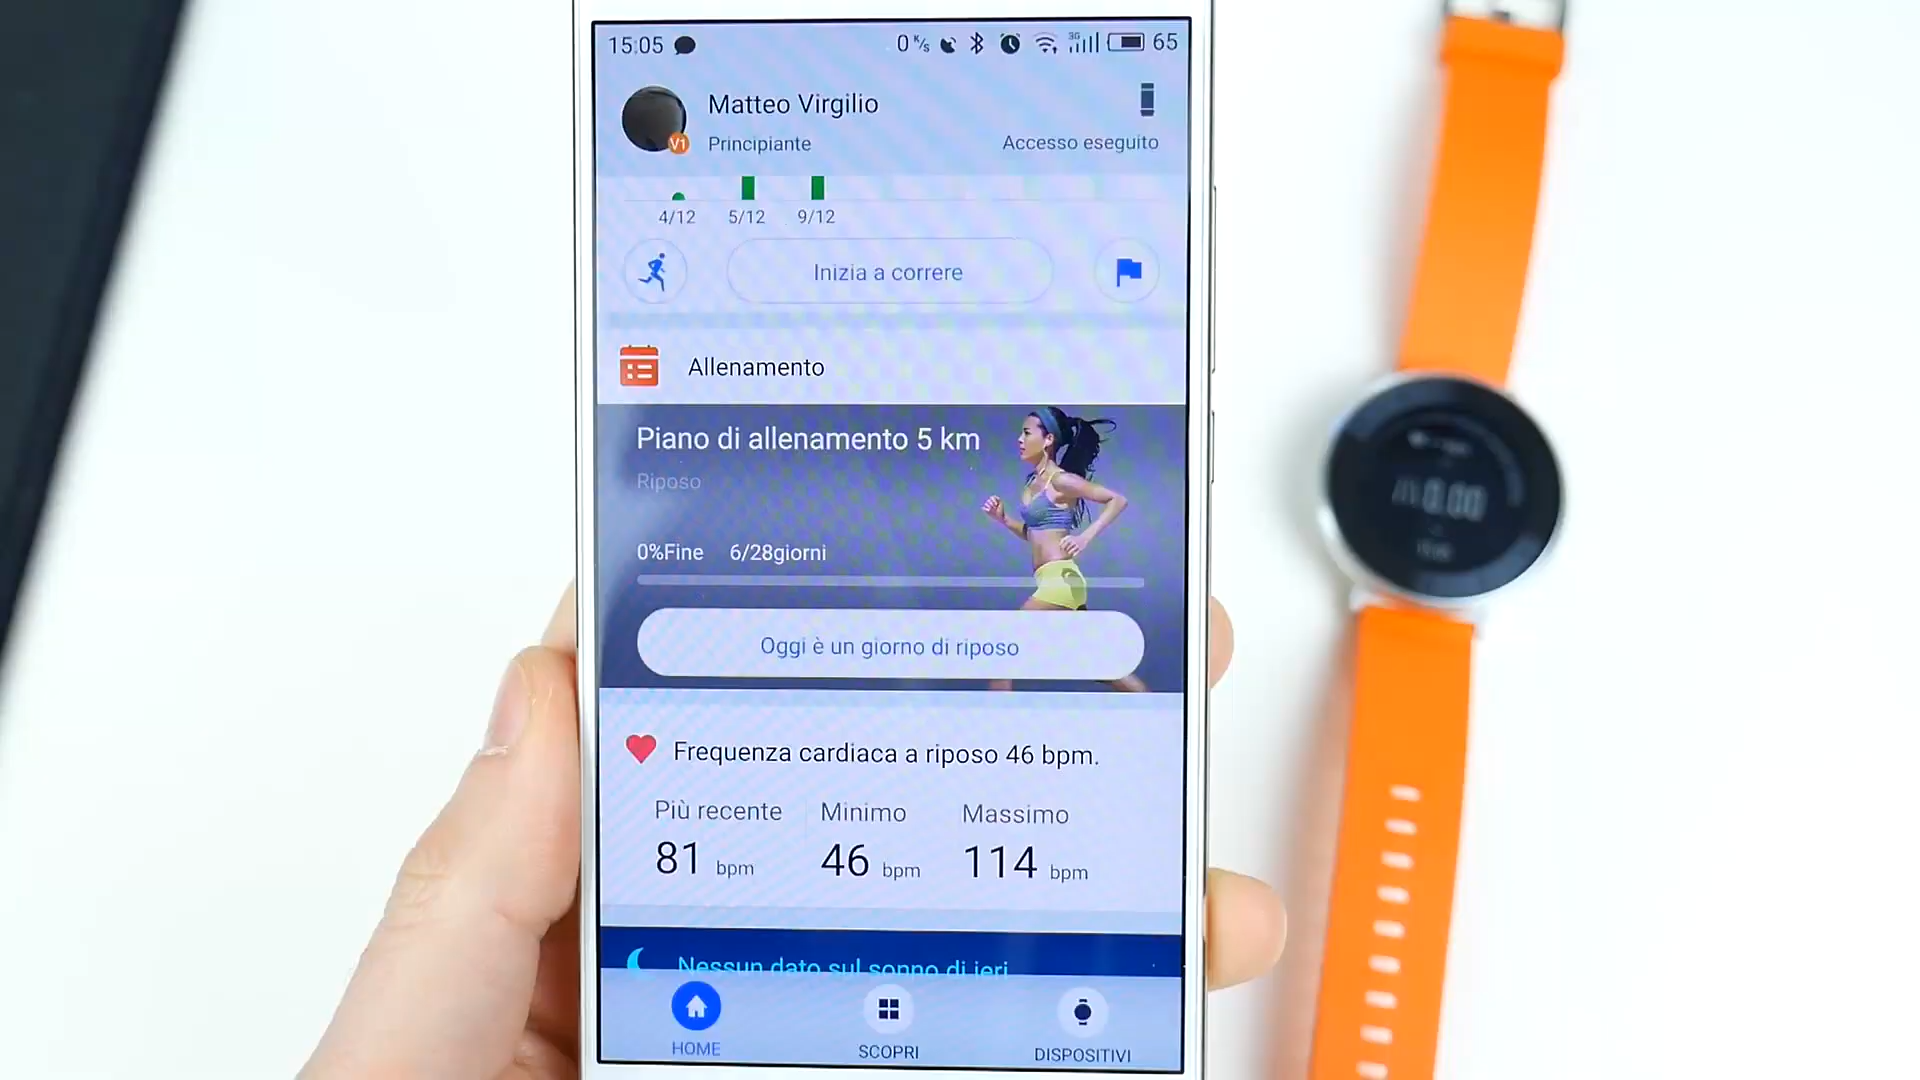 15:05 0 K/s 3G 65
Matteo Virgilio
V1 Principiante Accesso eseguito
4/12 5/12 9/12
Inizia a correre
Allenamento
Piano di allenamento 5 km
Riposo
0%Fine 6/28giorni
Oggi è un giorno di riposo
Frequenza cardiaca a riposo 46 bpm.
Più recente Minimo Massimo
81 bpm 46 bpm 114 bpm
Nessun dato sul sonno di ieri
HOME SCOPRI DISPOSITIVI
0.00